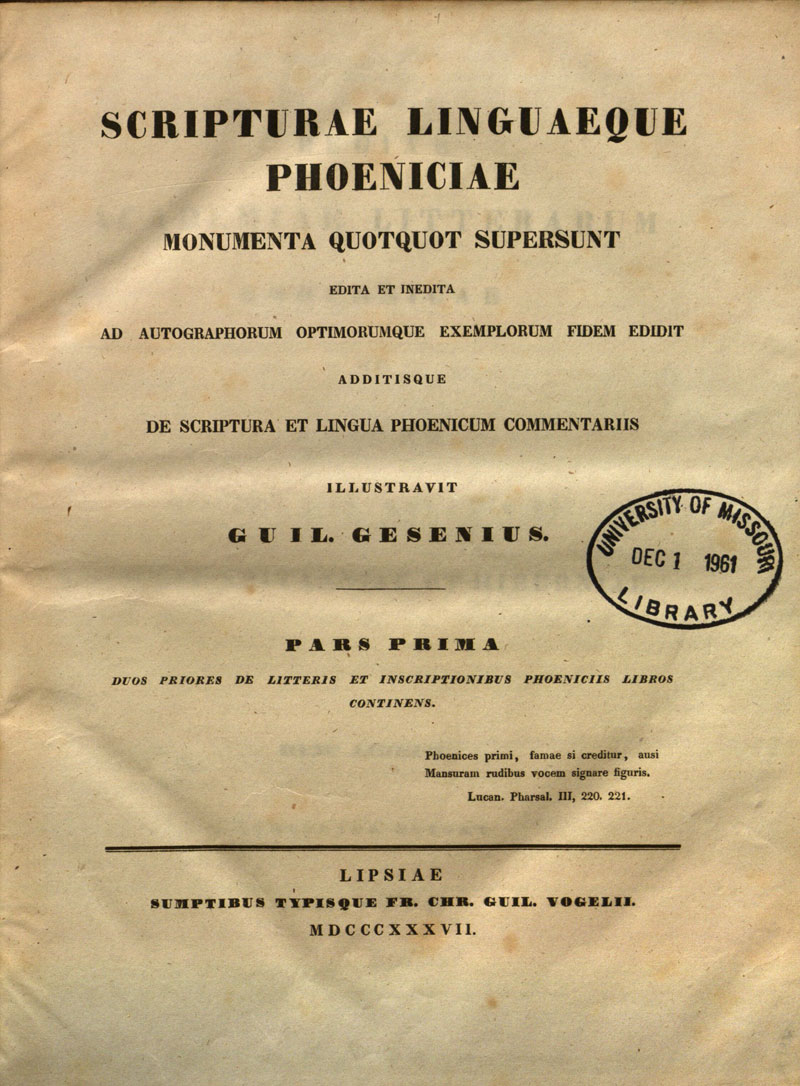 SCRIPTURAE LINGUAEQUE
PHOENICIAE
MONUMENTA QUOTQUOT SUPERSUNT
EDITA ET INEDITA
AD AUTOGRAPHORUM OPTIMORUMQUE EXEMPLORUM FIDEM EDIDIT
ADDITISQUE
DE SCRIPTURA ET LINGUA PHOENICUM COMMENTARIIS
ILLUSTRAVIT
GUIL. GESENIUS.
UNIVERSITY OF MISSOURI
DEC 1 1961
LIBRARY
PARS PRIMA
DUOS PRIORES DE LITTERIS ET INSCRIPTIONIBUS PHOENICIIS LIBROS
CONTINENS.
Phoenices primi, famae si creditur, ausi
Mansuram rudibus vocem signare figuris.
Lucan. Pharsal. III, 220. 221.
LIPSIAE
SUMPTIBUS TYPISQUE FR. CHR. GUIL. VOGELII.
MDCCCXXXVII.